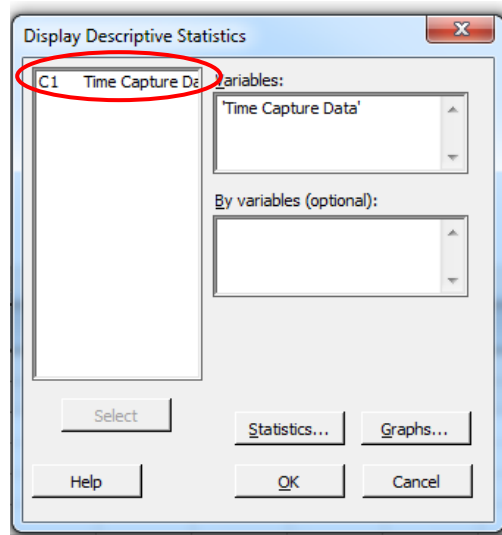 Display Descriptive Statistics
C1 Time Capture Da
Variables:
'Time Capture Data'
By variables (optional):
Select
Statistics...
Graphs...
Help
OK
Cancel